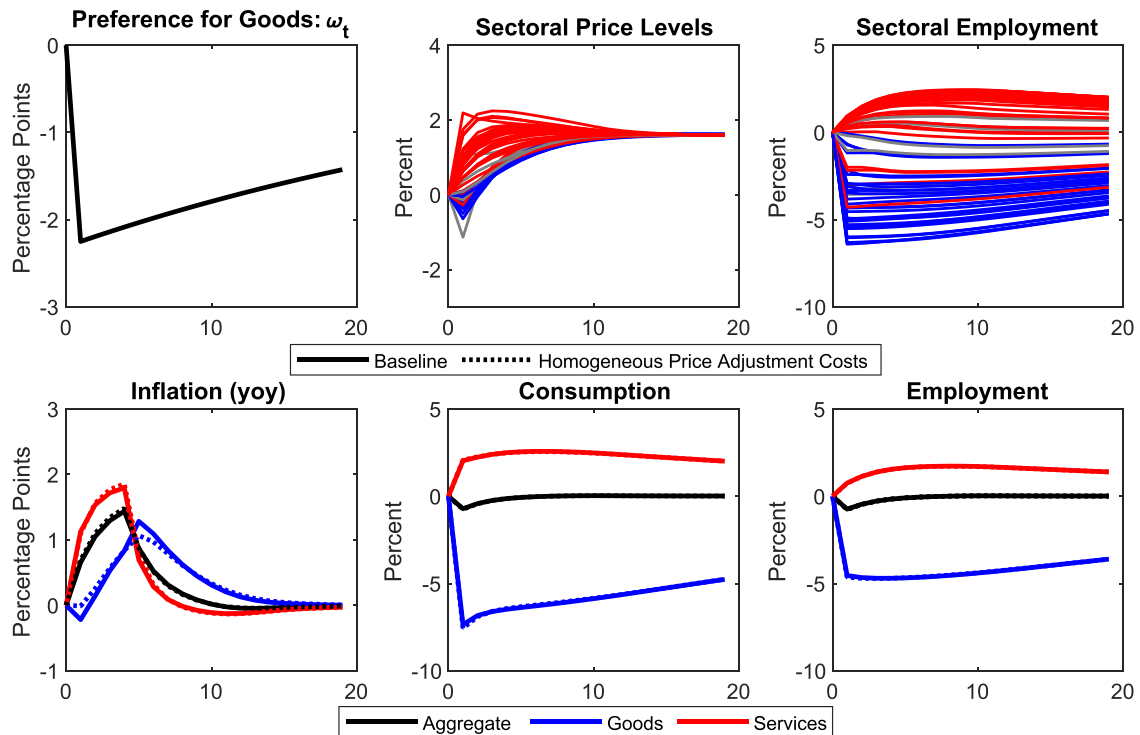 Preference for Goods: ωt
Percentage Points
0
-1
-2
-3
0
10
20
Sectoral Price Levels
Percent
4
2
0
-2
0
10
20
Sectoral Employment
Percent
5
0
-5
-10
0
10
20
Baseline
Homogeneous Price Adjustment Costs
Inflation (yoy)
Percentage Points
3
2
1
0
-1
0
10
20
Consumption
Percent
5
0
-5
-10
0
10
20
Employment
Percent
5
0
-5
-10
0
10
20
Aggregate
Goods
Services